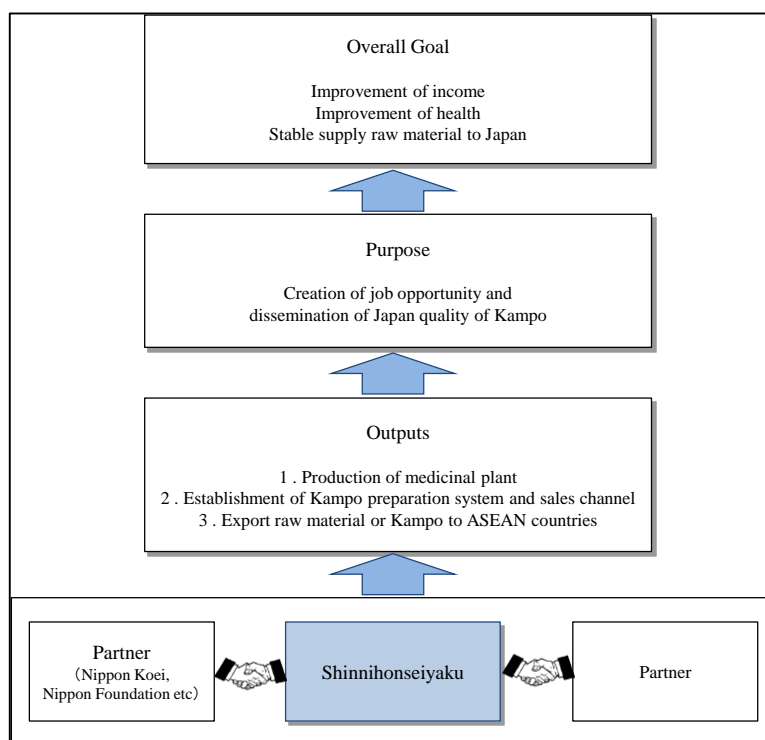 Overall Goal
Improvement of income
Improvement of health
Stable supply raw material to Japan
Purpose
Creation of job opportunity and
dissemination of Japan quality of Kampo
Outputs
1 . Production of medicinal plant
2 . Establishment of Kampo preparation system and sales channel
3 . Export raw material or Kampo to ASEAN countries
Partner
（Nippon Koei,
Nippon Foundation etc）
Shinnihonseiyaku
Partner